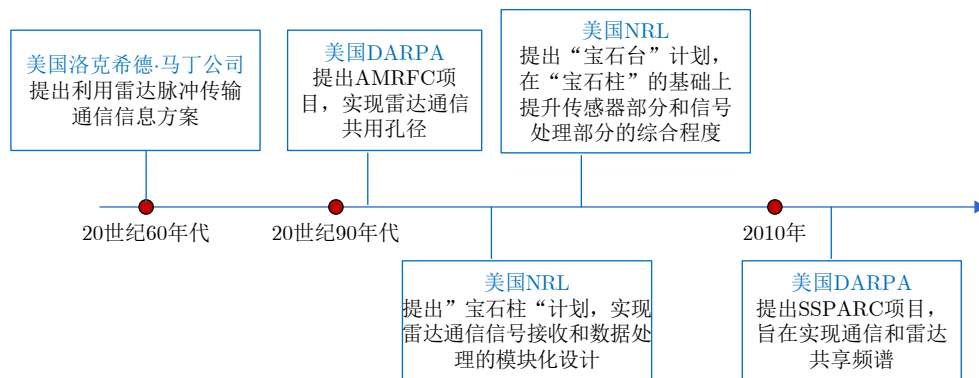 美国洛克希德·马丁公司
提出利用雷达脉冲传输
通信信息方案
美国DARPA
提出AMRFC项
目，实现雷达通信
共用孔径
美国NRL
提出“宝石台”计划，
在“宝石柱”的基础上
提升传感器部分和信号
处理部分的综合程度
20世纪60年代
20世纪90年代
2010年
美国NRL
提出”宝石柱“计划，实现
雷达通信信号接收和数据处
理的模块化设计
美国DARPA
提出SSPARC项目，
旨在实现通信和雷达
共享频谱